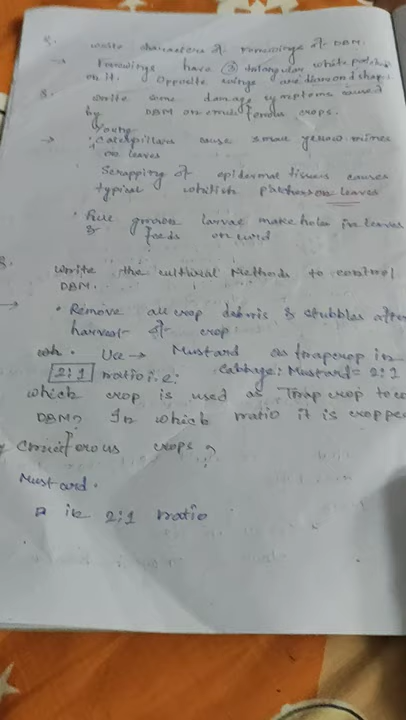 Q. Write characters of forewings of DBM.
→ Forewings have ③ triangular white patches
on it. Opposite wings are diamond shape.
Q. Write some damage symptoms caused
by DBM on cruciferous crops.
Young
→ Caterpillars cause small yellow mines
on leaves
Scrapping of epidermal tissues causes
typical whitish patches on leaves
• Full grown larvae make holes in leaves
& feeds on
Q. Write the cultural Methods to control
DBM.
→ • Remove all crop debris & stubbles after
harvest of crop
• Use → Mustard as trap crop in
2:1 ratio i.e: Cabbage: Mustard = 2:1
which crop is used as Trap crop to
DBM? In which ratio it is cropped
Cruciferous crops?
Mustard.
in 2:1 ratio